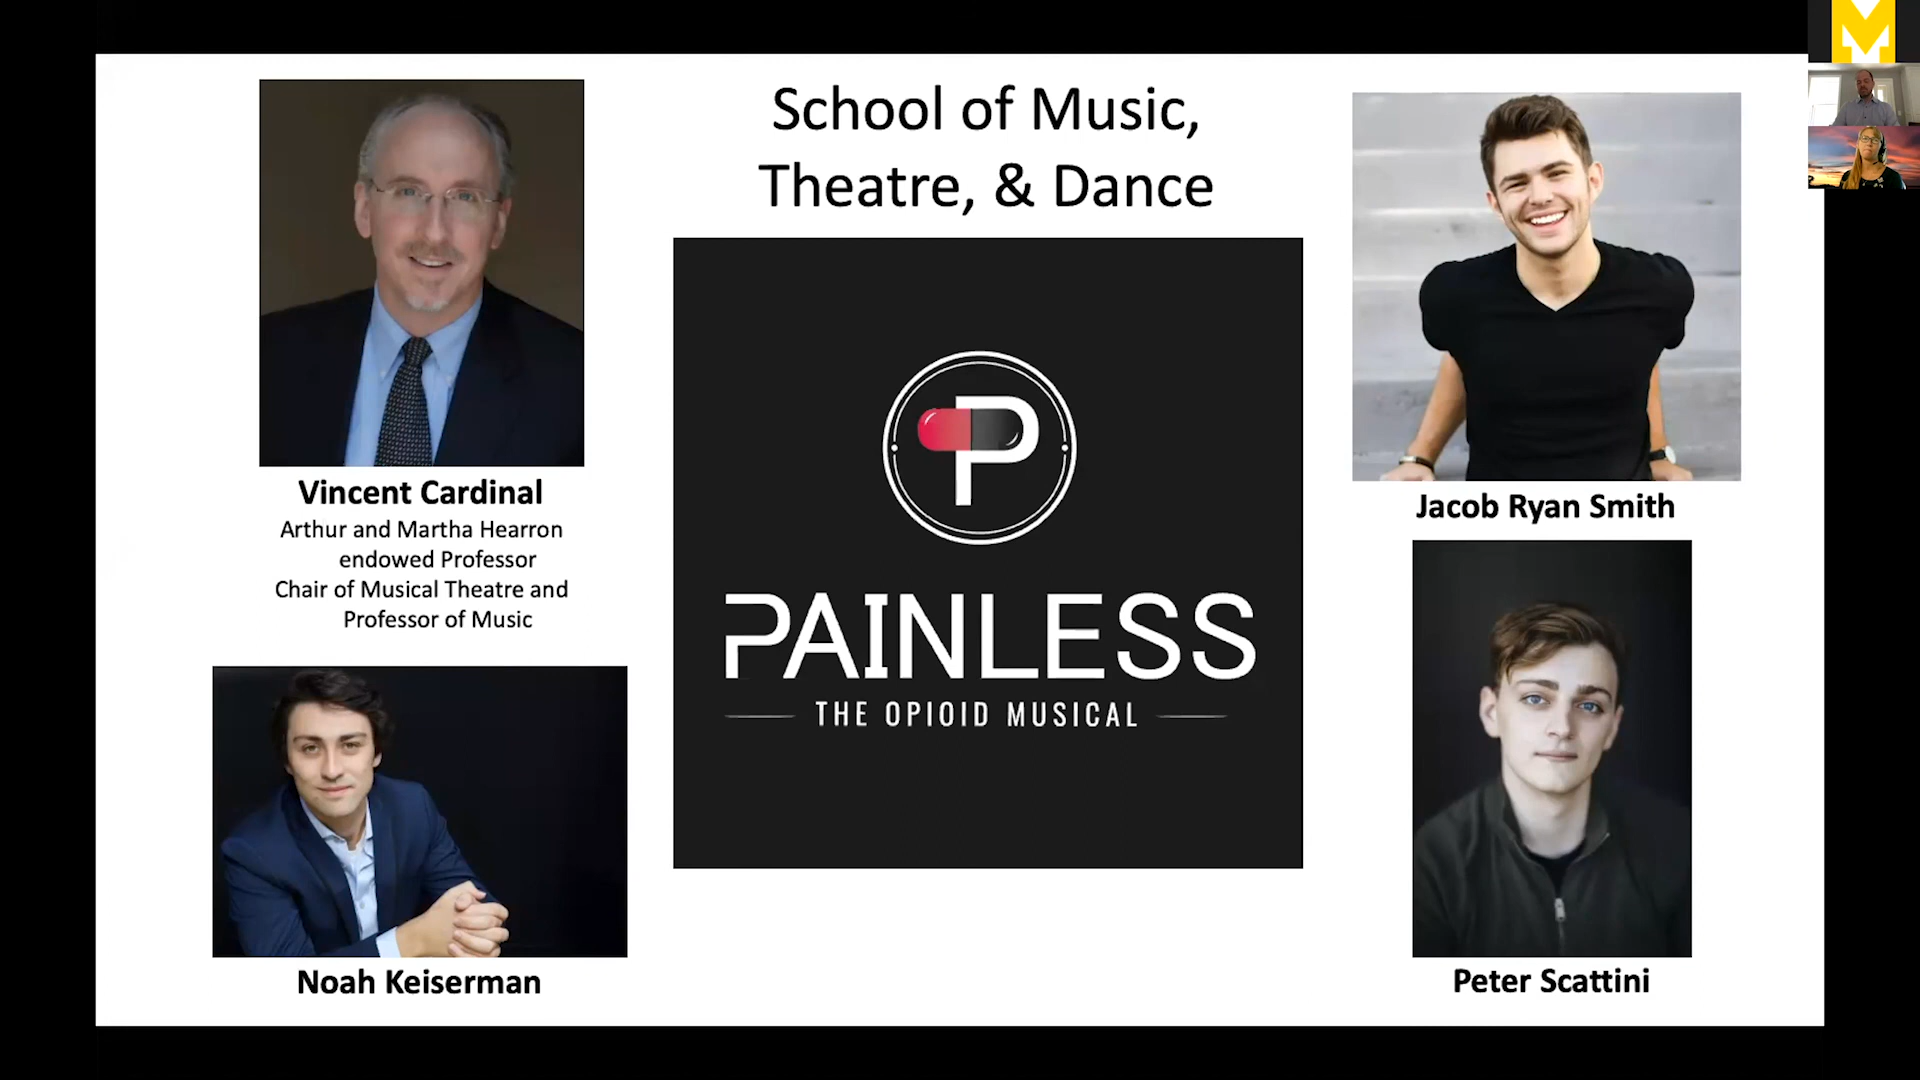 School of Music,
Theatre, & Dance
Vincent Cardinal
Arthur and Martha Hearron
endowed Professor
Chair of Musical Theatre and
Professor of Music
Noah Keiserman
P
PAINLESS
THE OPIOID MUSICAL
Jacob Ryan Smith
Peter Scattini
M